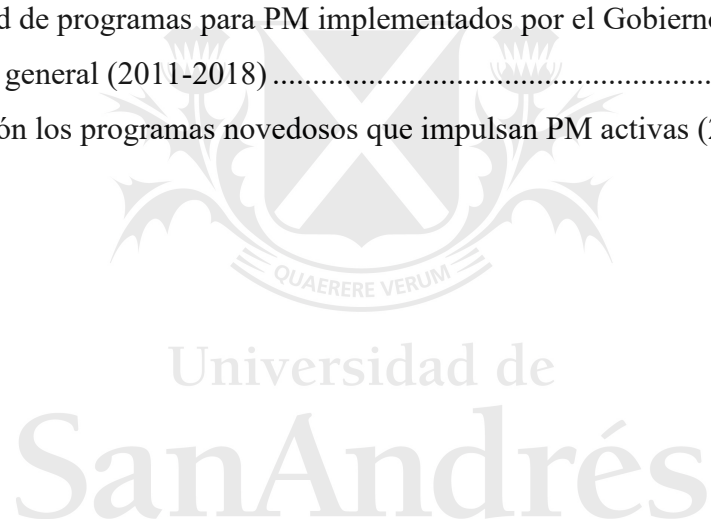 d de programas para PM implementados por el Gobierno
general (2011-2018) ..........................................................
ón los programas novedosos que impulsan PM activas (2
QUAERERE VERUM
Universidad de
SanAndrés